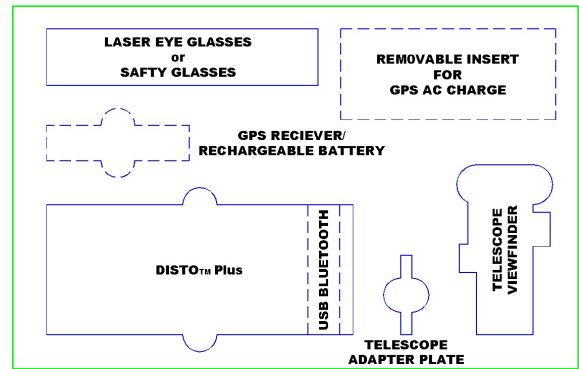 LASER EYE GLASSES
or
SAFTY GLASSES
REMOVABLE INSERT
FOR
GPS AC CHARGE
GPS RECIEVER/
RECHARGEABLE BATTERY
DISTO™ Plus
USB BLUETOOTH
TELESCOPE
VIEWFINDER
TELESCOPE
ADAPTER PLATE